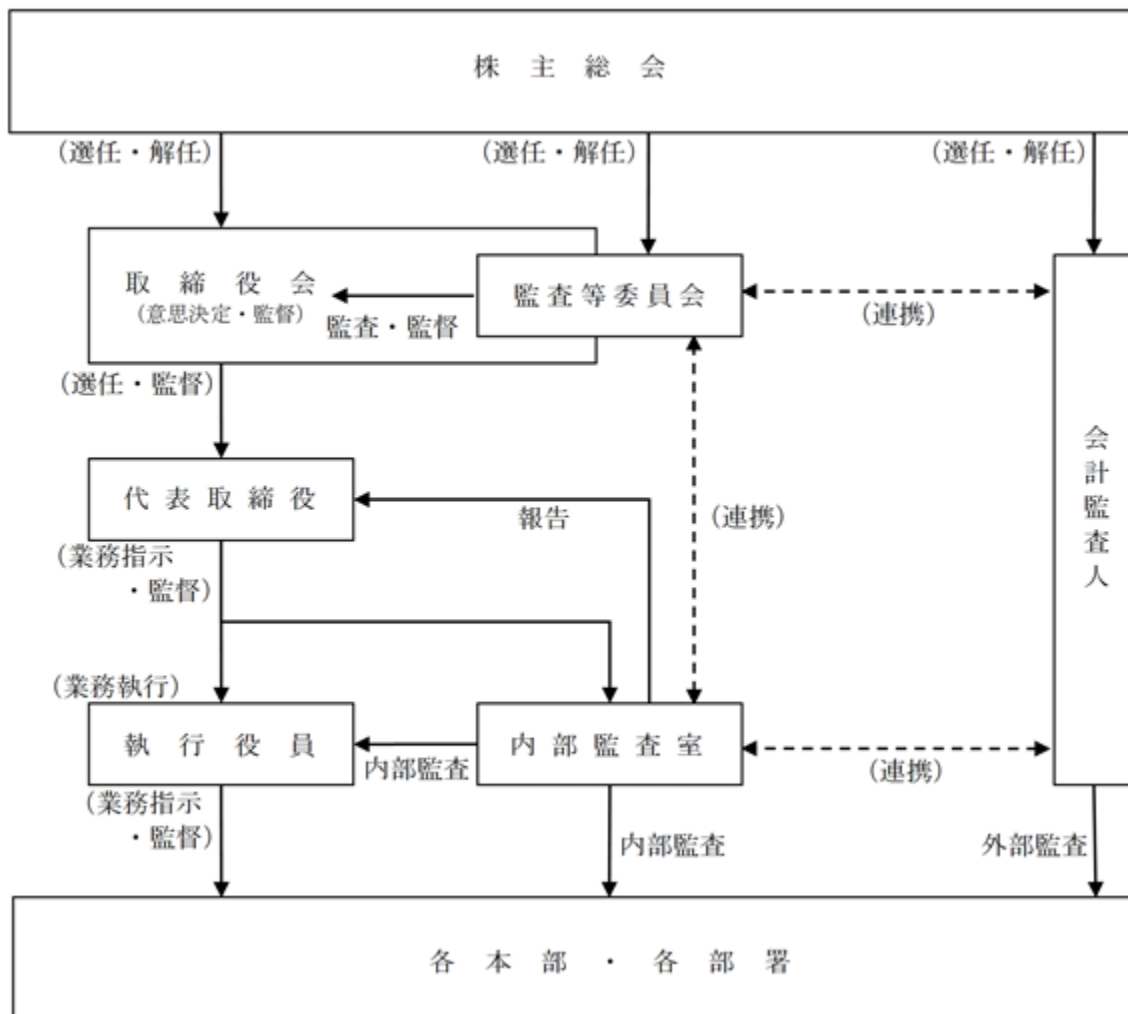 株主総会
(選任・解任)
(選任・解任)
(選任・解任)
取締役会
(意思決定・監督)
監査・監督
監査等委員会
(連携)
(選任・監督)
代表取締役
報告
(連携)
会計監査人
(業務指示
・監督)
(業務執行)
執行役員
内部監査
内部監査室
(連携)
(業務指示
・監督)
内部監査
外部監査
各本部・各部署